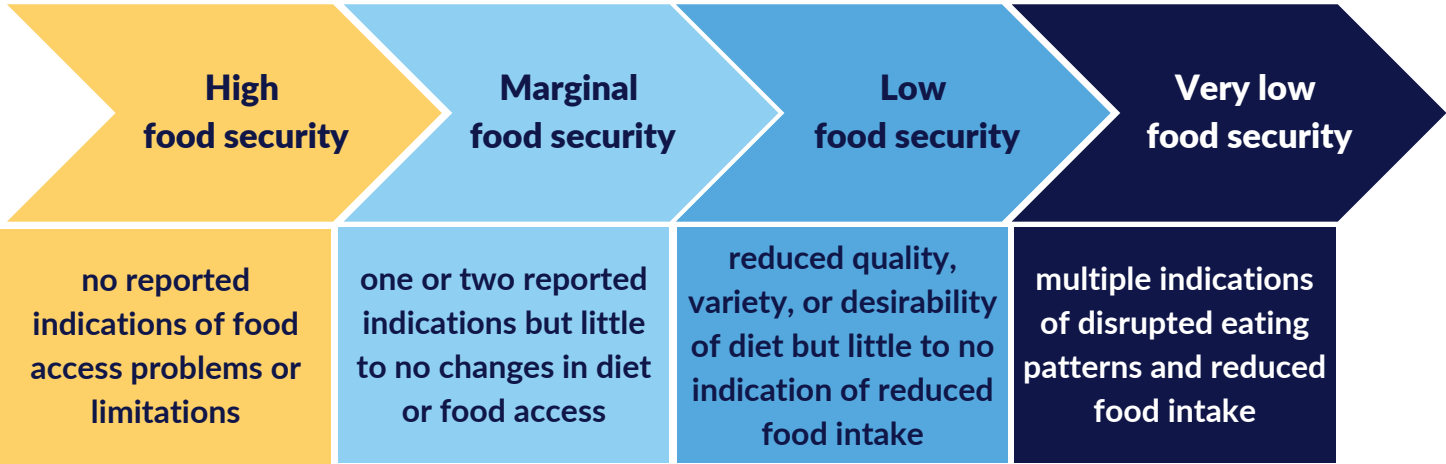 High
food security
Marginal
food security
Low
food security
Very low
food security
no reported
indications of food
access problems or
limitations
one or two reported
indications but little
to no changes in diet
or food access
reduced quality,
variety, or desirability
of diet but little to no
indication of reduced
food intake
multiple indications
of disrupted eating
patterns and reduced
food intake